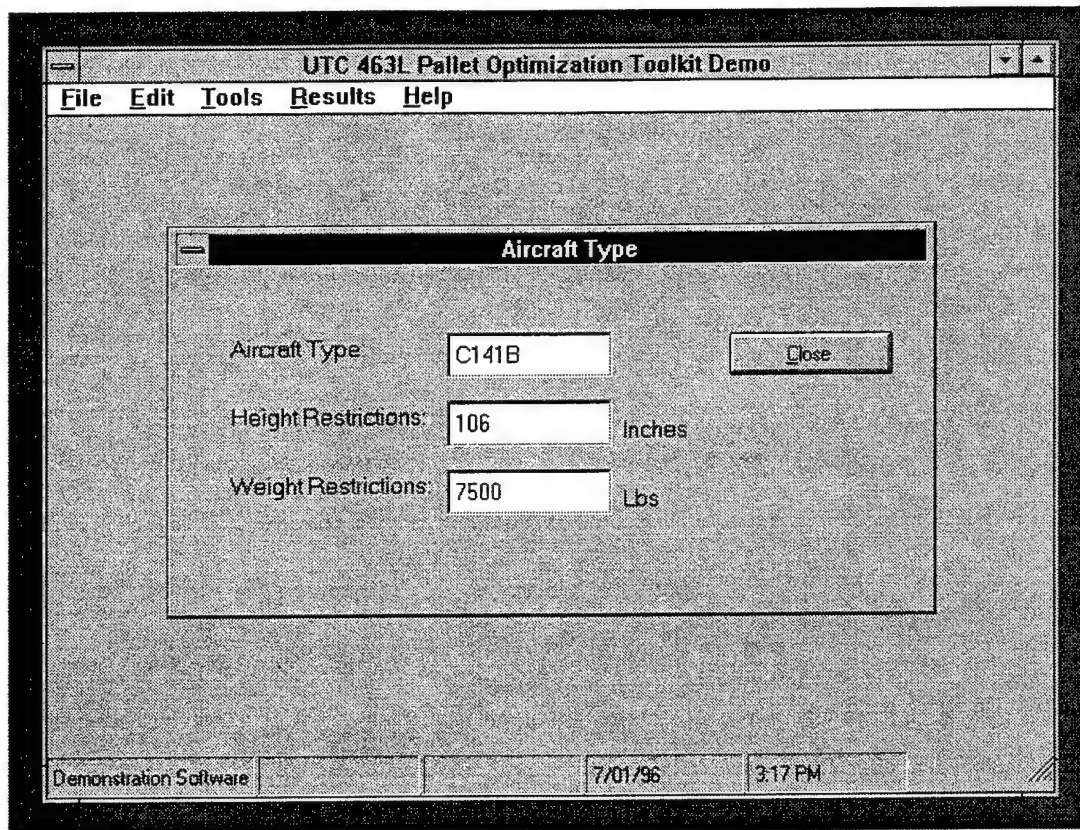 UTC 463L Pallet Optimization Toolkit Demo
File Edit Tools Results Help
Aircraft Type
Aircraft Type C141B Close
Height Restrictions: 106 Inches
Weight Restrictions: 7500 Lbs
Demonstration Software 7/01/96 3:17 PM